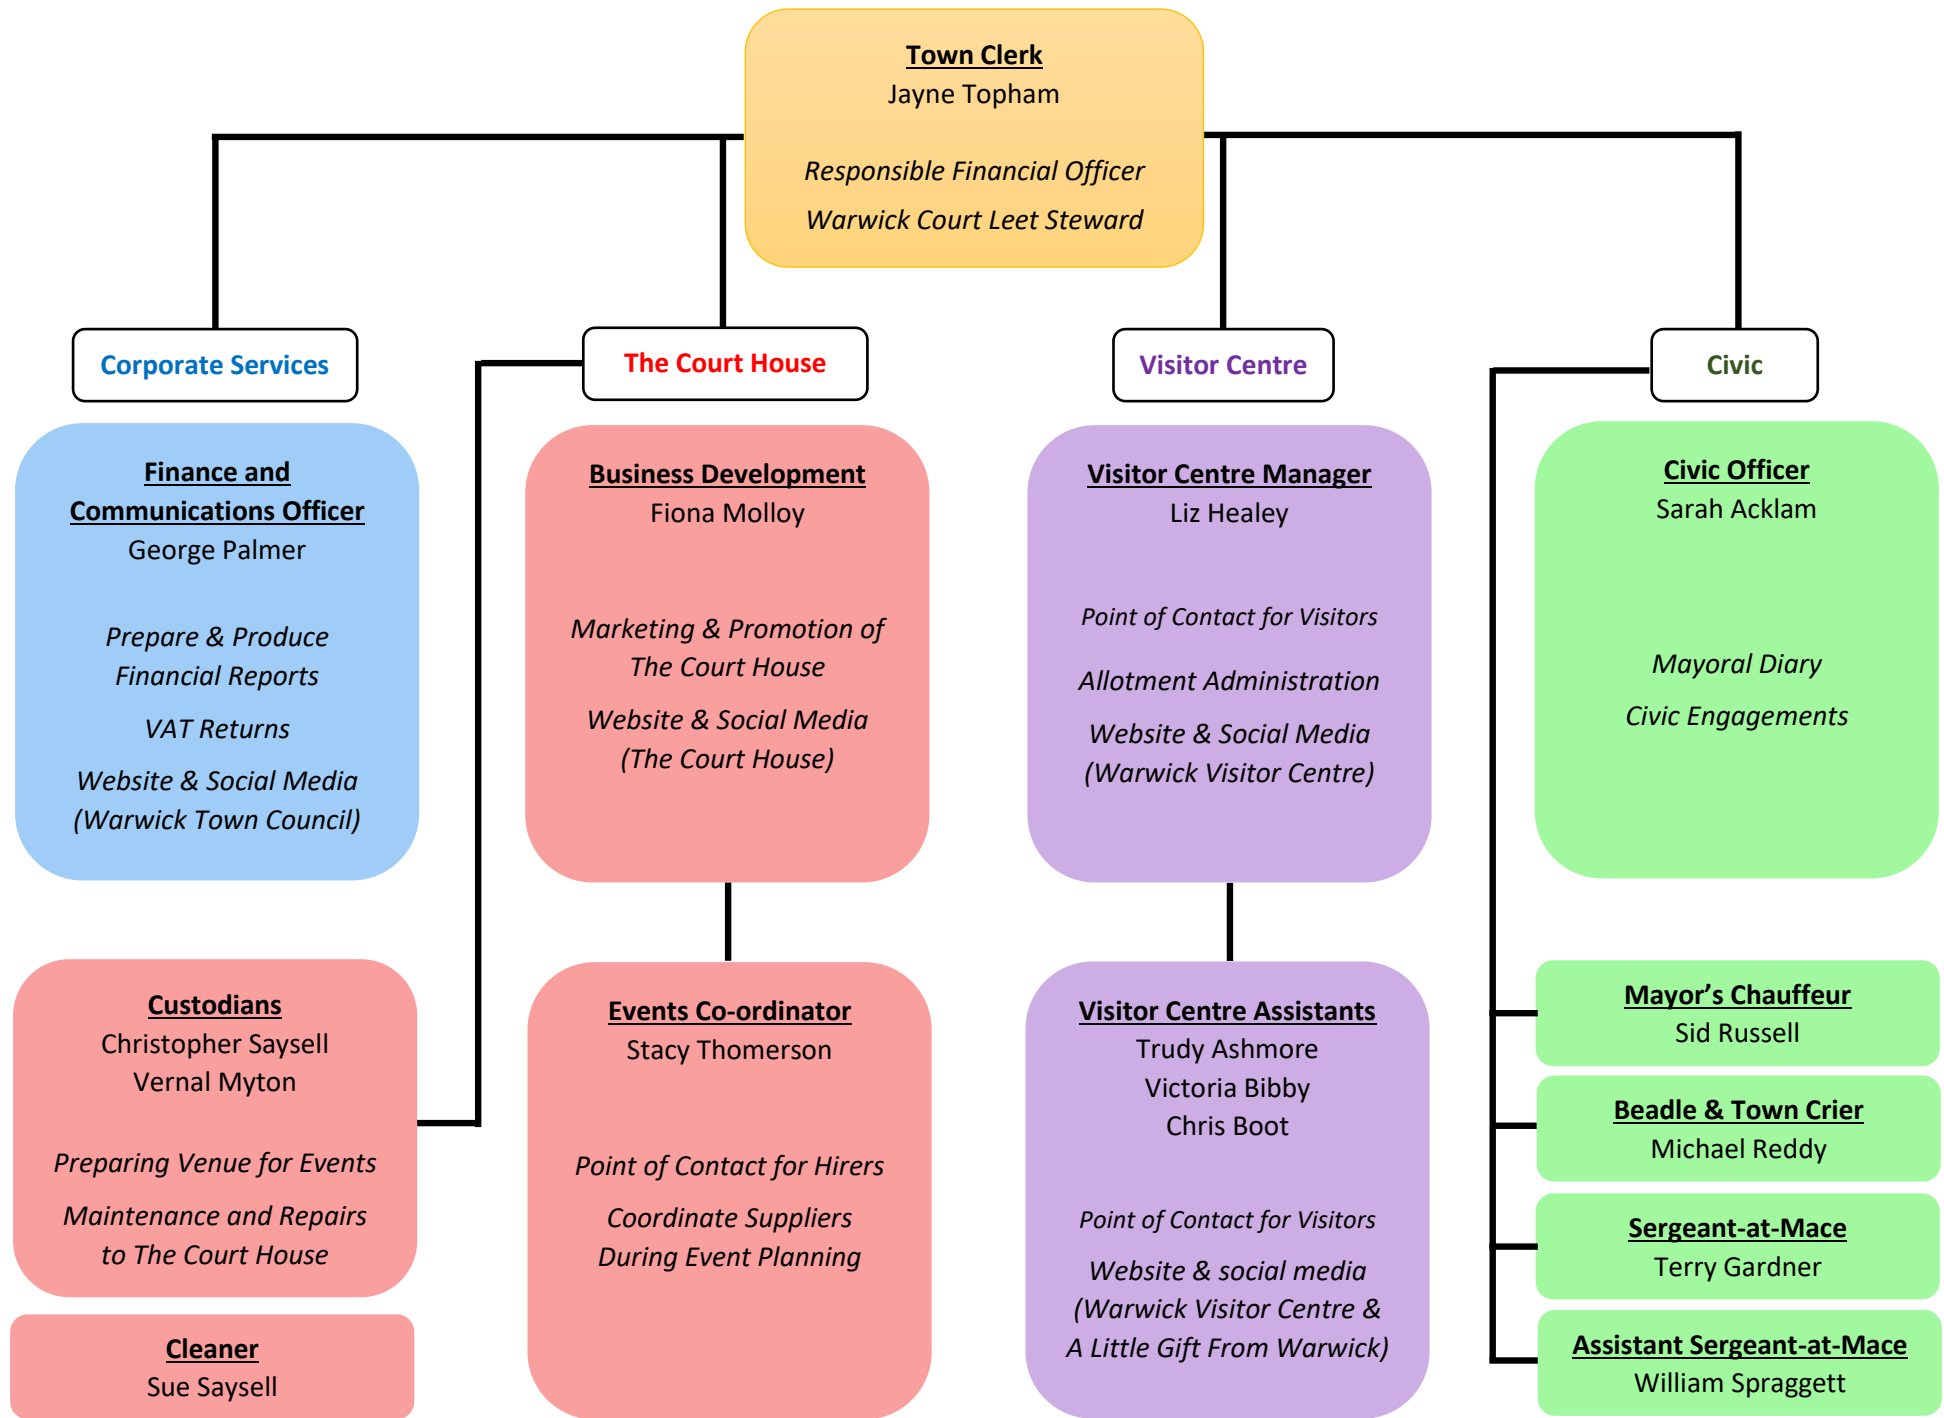 Town Clerk
Jayne Topham
Responsible Financial Officer
Warwick Court Leet Steward
Corporate Services
The Court House
Visitor Centre
Civic
Finance and
Communications Officer
George Palmer
Prepare & Produce
Financial Reports
VAT Returns
Website & Social Media
(Warwick Town Council)
Business Development
Fiona Molloy
Marketing & Promotion of
The Court House
Website & Social Media
(The Court House)
Visitor Centre Manager
Liz Healey
Point of Contact for Visitors
Allotment Administration
Website & Social Media
(Warwick Visitor Centre)
Civic Officer
Sarah Acklam
Mayoral Diary
Civic Engagements
Custodians
Christopher Saysell
Vernal Myton
Preparing Venue for Events
Maintenance and Repairs
to The Court House
Cleaner
Sue Saysell
Events Co-ordinator
Stacy Thomerson
Point of Contact for Hirers
Coordinate Suppliers
During Event Planning
Visitor Centre Assistants
Trudy Ashmore
Victoria Bibby
Chris Boot
Point of Contact for Visitors
Website & social media
(Warwick Visitor Centre &
A Little Gift From Warwick)
Mayor’s Chauffeur
Sid Russell
Beadle & Town Crier
Michael Reddy
Sergeant-at-Mace
Terry Gardner
Assistant Sergeant-at-Mace
William Spraggett